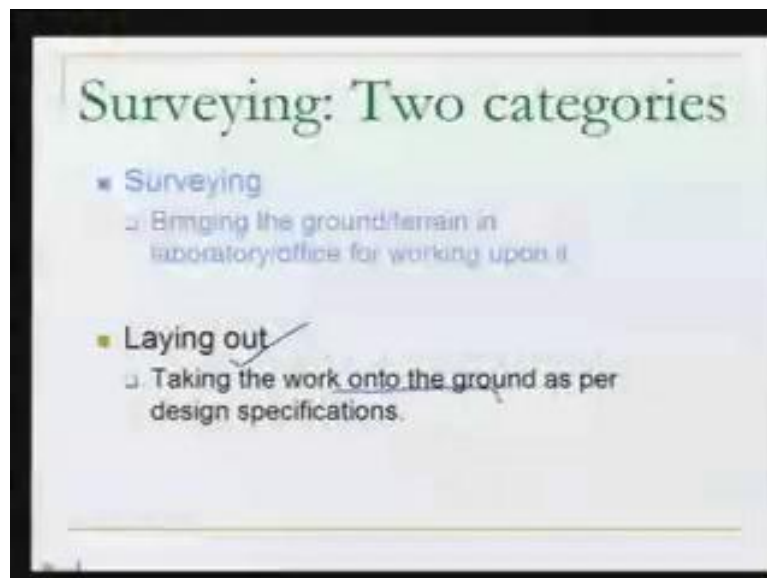 Surveying: Two categories
Surveying
Bringing the ground/terrain in
laboratory/office for working upon it
Laying out
Taking the work onto the ground as per
design specifications.